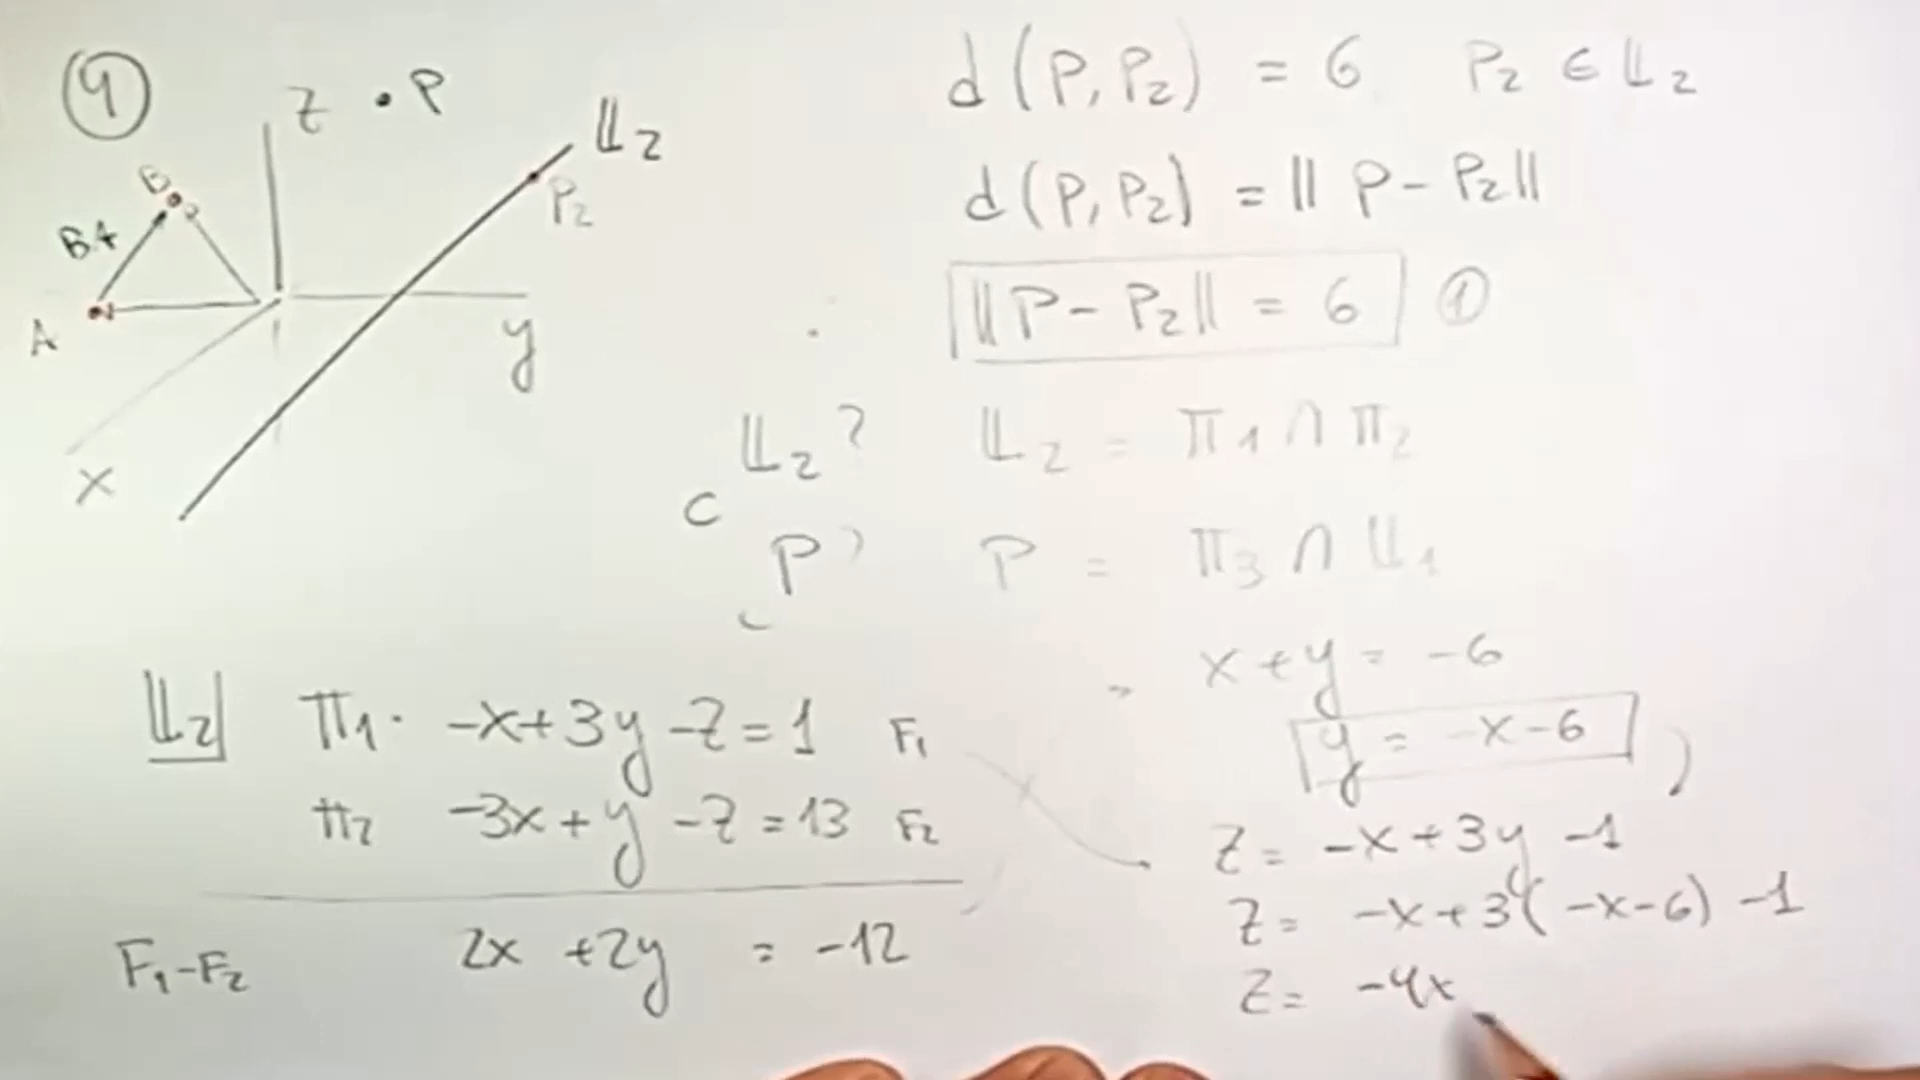 ④
Z
P
𝕃₂
P₂
B
BA
A
y
x
d(P,P₂) = 6 P₂ ∈ 𝕃₂
d(P,P₂) = || P - P₂||
||P - P₂|| = 6 ①
𝕃₂? 𝕃₂ = π₁ ∩ π₂
P? P = π₃ ∩ 𝕃₁
𝕃₂ π₁. -x+3y-z=1 F₁
π₂ -3x+y-z=13 F₂
F₁-F₂ 2x +2y = -12
x+y = -6
y = -x-6
z = -x+3y-1
z = -x+3(-x-6)-1
z = -4x